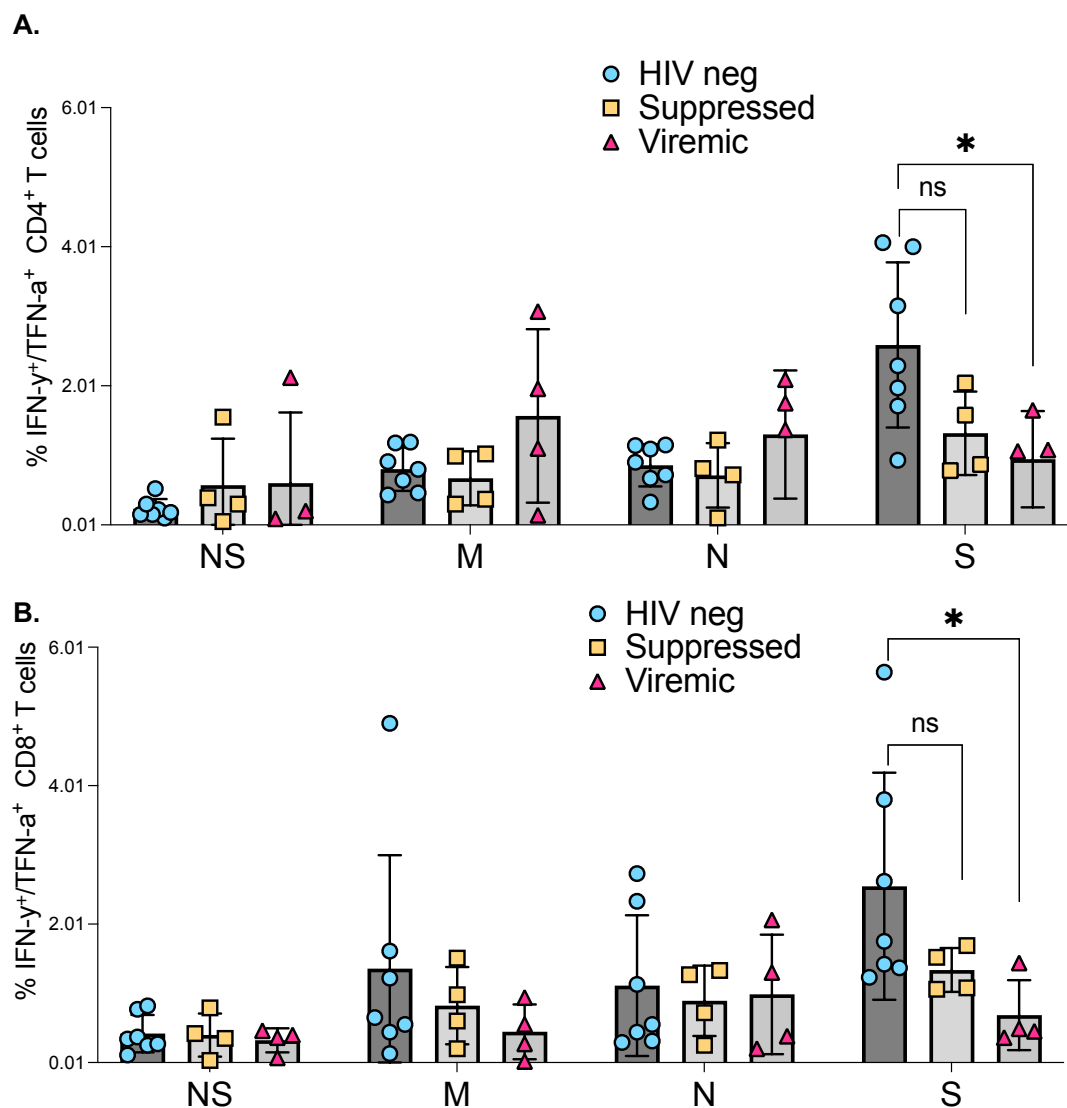 A.
HIV neg
Suppressed
Viremic
% IFN-y⁺/TFN-a⁺ CD4⁺ T cells
6.01
4.01
2.01
0.01
*
ns
NS M N S
B.
HIV neg
Suppressed
Viremic
% IFN-y⁺/TFN-a⁺ CD8⁺ T cells
6.01
4.01
2.01
0.01
*
ns
NS M N S